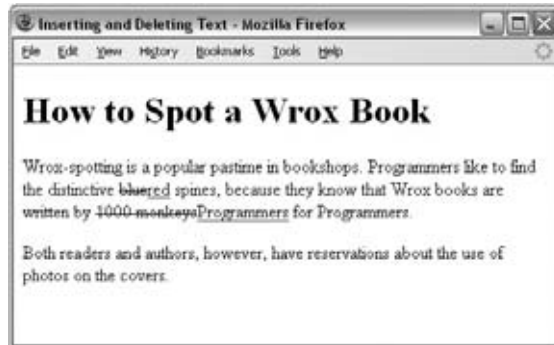 Inserting and Deleting Text - Mozilla Firefox
File Edit View History Bookmarks Tools Help
How to Spot a Wrox Book
Wrox-spotting is a popular pastime in bookshops. Programmers like to find
the distinctive bluered spines, because they know that Wrox books are
written by 1000 monkeysProgrammers for Programmers.
Both readers and authors, however, have reservations about the use of
photos on the covers.